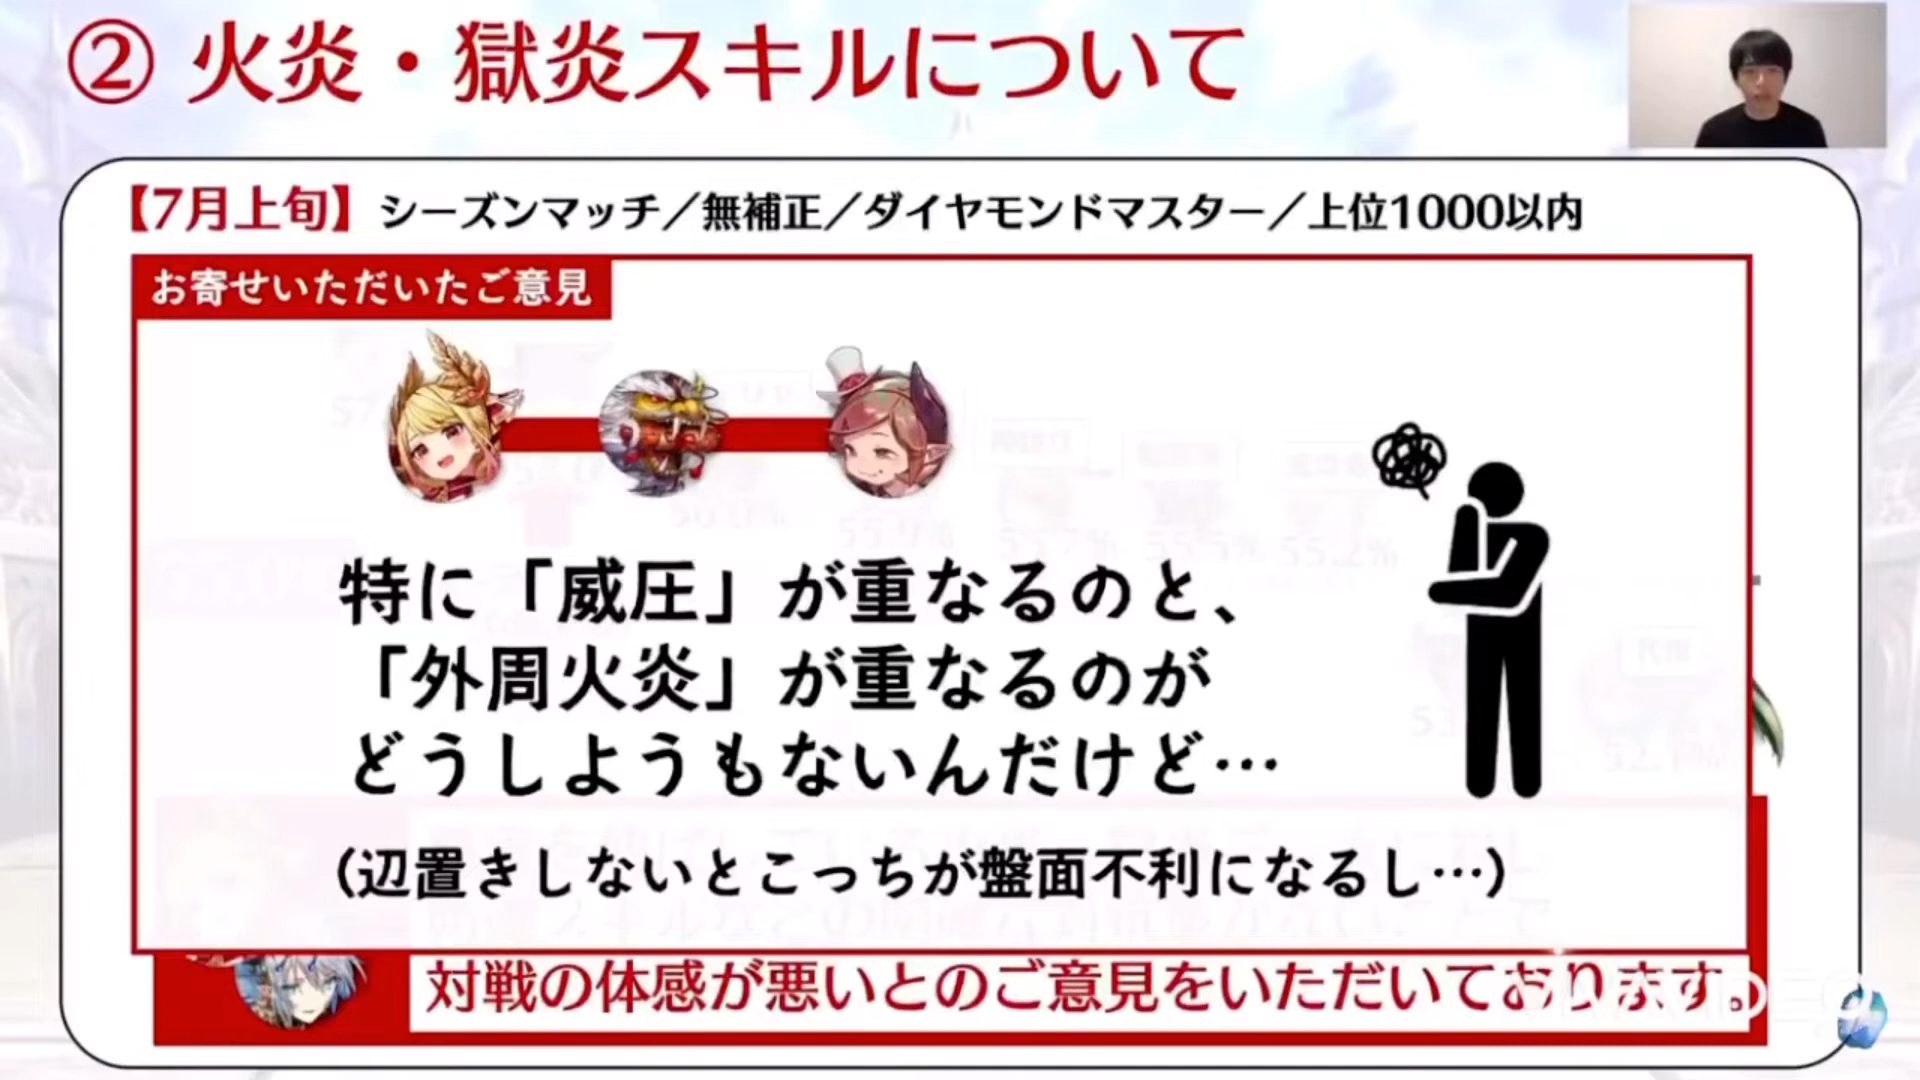 ② 火炎・獄炎スキルについて
【7月上旬】 シーズンマッチ／無補正／ダイヤモンドマスター／上位1000以内
お寄せいただいたご意見
特に「威圧」が重なるのと、
「外周火炎」が重なるのが
どうしようもないんだけど…
(辺置きしないとこっちが盤面不利になるし…)
対戦の体感が悪いとのご意見をいただいております。
VIVAVIDEO